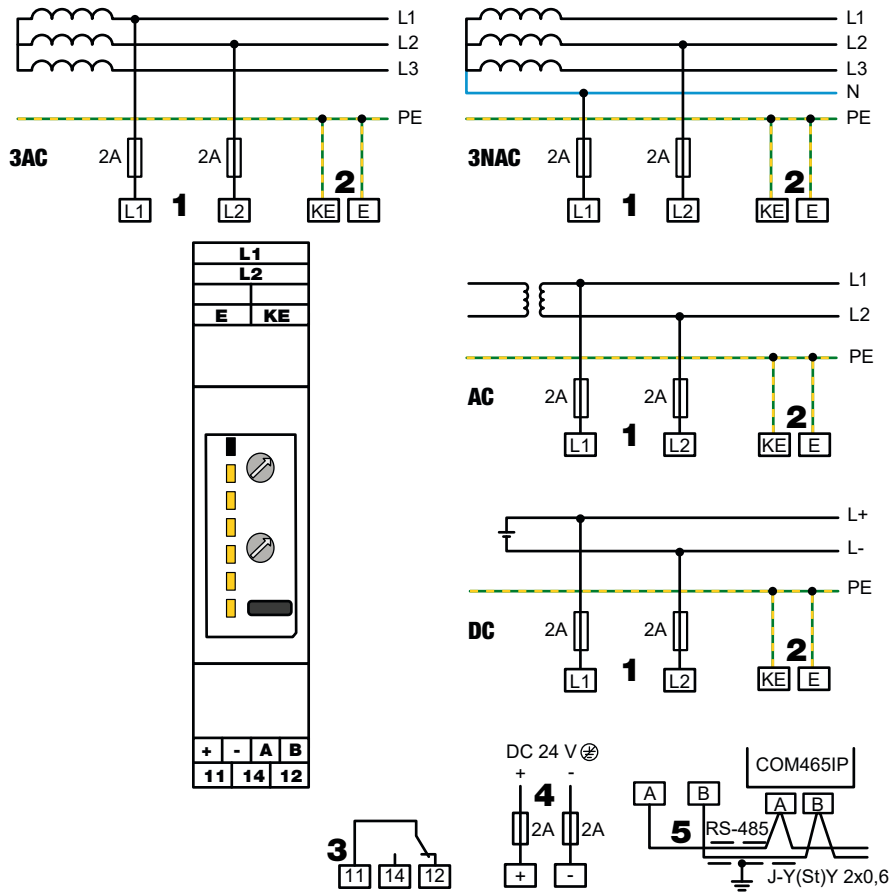 L1
L2
L3
PE
3AC
2A
2A
1
2
L1
L2
KE
E
L1
L2
L3
N
PE
3NAC
2A
2A
1
2
L1
L2
KE
E
L1
L2
E KE
+ - A B
11 14 12
L1
L2
PE
AC
2A
2A
1
2
L1
L2
KE
E
L+
L-
PE
DC
2A
2A
1
2
L1
L2
KE
E
3
11 14 12
DC 24 V
+ -
4
2A 2A
+ -
COM465IP
A B
A B
5 RS-485
J-Y(St)Y 2x0,6